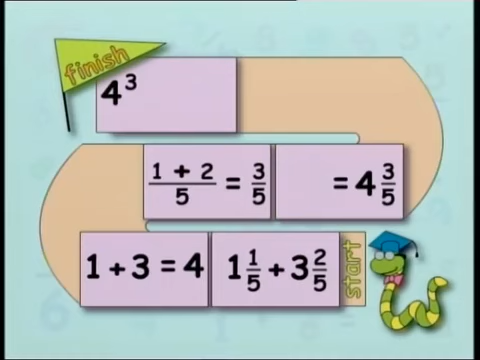 finish
4³
(1 + 2)/5 = 3/5
= 4 3/5
1 + 3 = 4
1 1/5 + 3 2/5
start